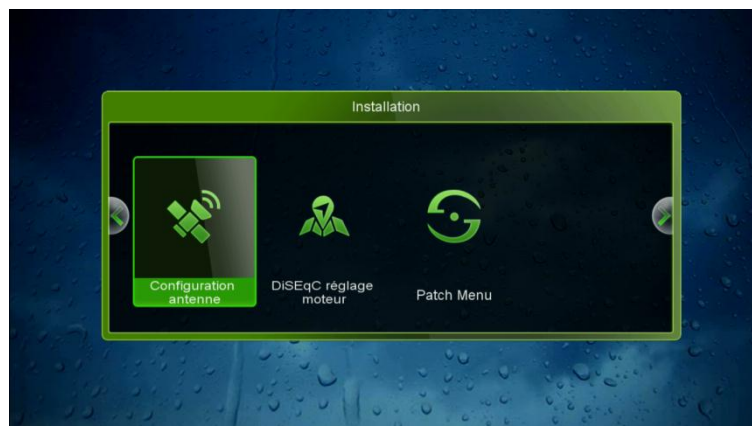 Installation
Configuration
antenne
DiSEqC réglage
moteur
Patch Menu